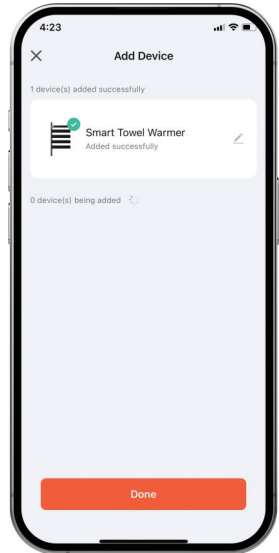 4:23
Add Device
1 device(s) added successfully
Smart Towel Warmer
Added successfully
0 device(s) being added
Done